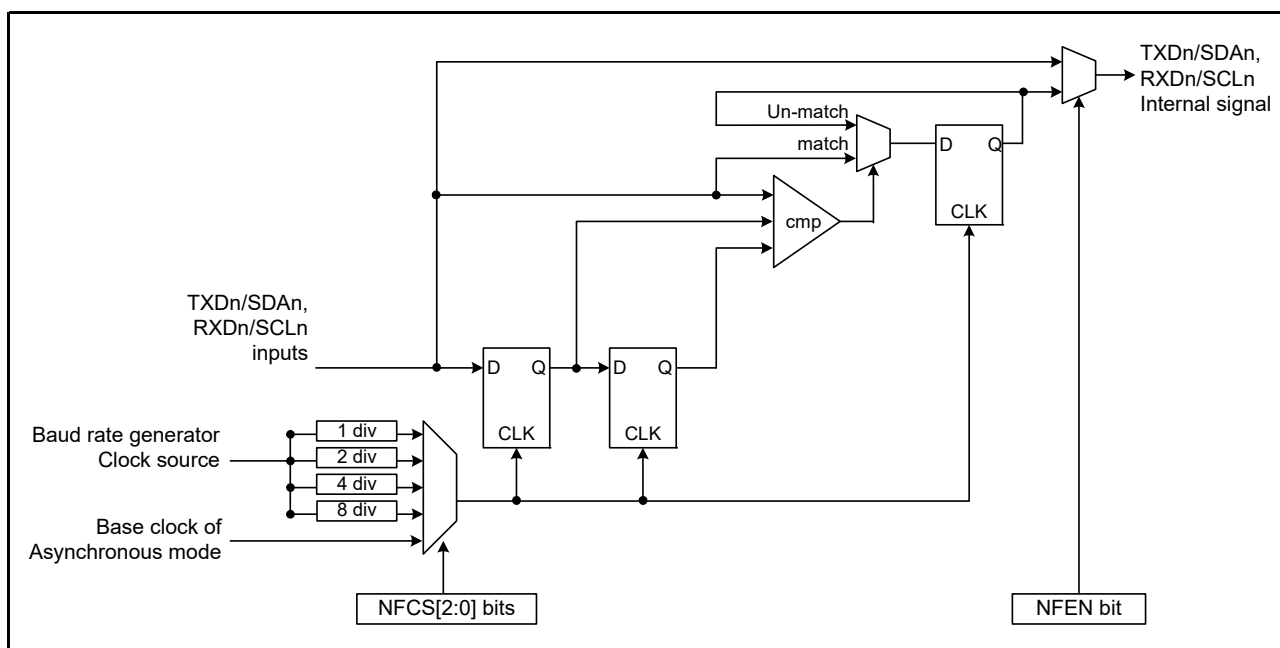 TXDn/SDAn,
RXDn/SCLn
Internal signal
Un-match
match
D Q
CLK
cmp
TXDn/SDAn,
RXDn/SCLn
inputs
D Q
CLK
D Q
CLK
Baud rate generator
Clock source
1 div
2 div
4 div
8 div
Base clock of
Asynchronous mode
NFCS[2:0] bits
NFEN bit